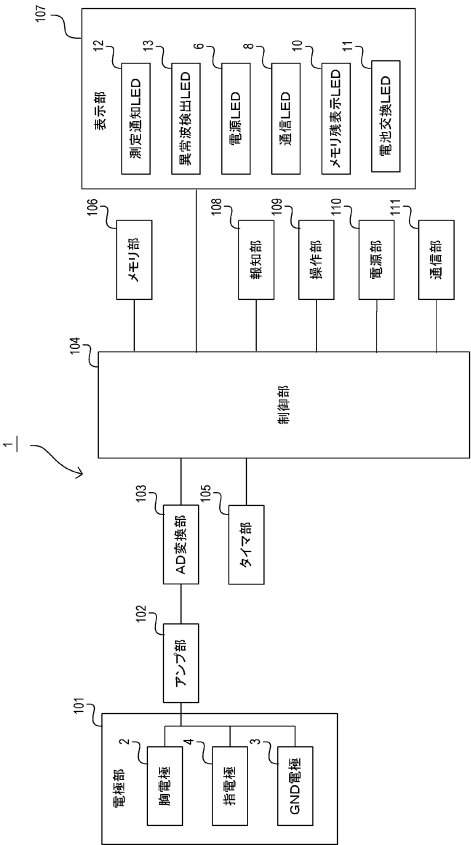 1
101
電極部
2
胸電極
4
指電極
3
GND電極
102
アンプ部
103
AD変換部
105
タイマ部
104
制御部
106
メモリ部
107
表示部
12
測定通知LED
13
異常波検出LED
6
電源LED
8
通信LED
10
メモリ残表示LED
11
電池交換LED
108
報知部
109
操作部
110
電源部
111
通信部